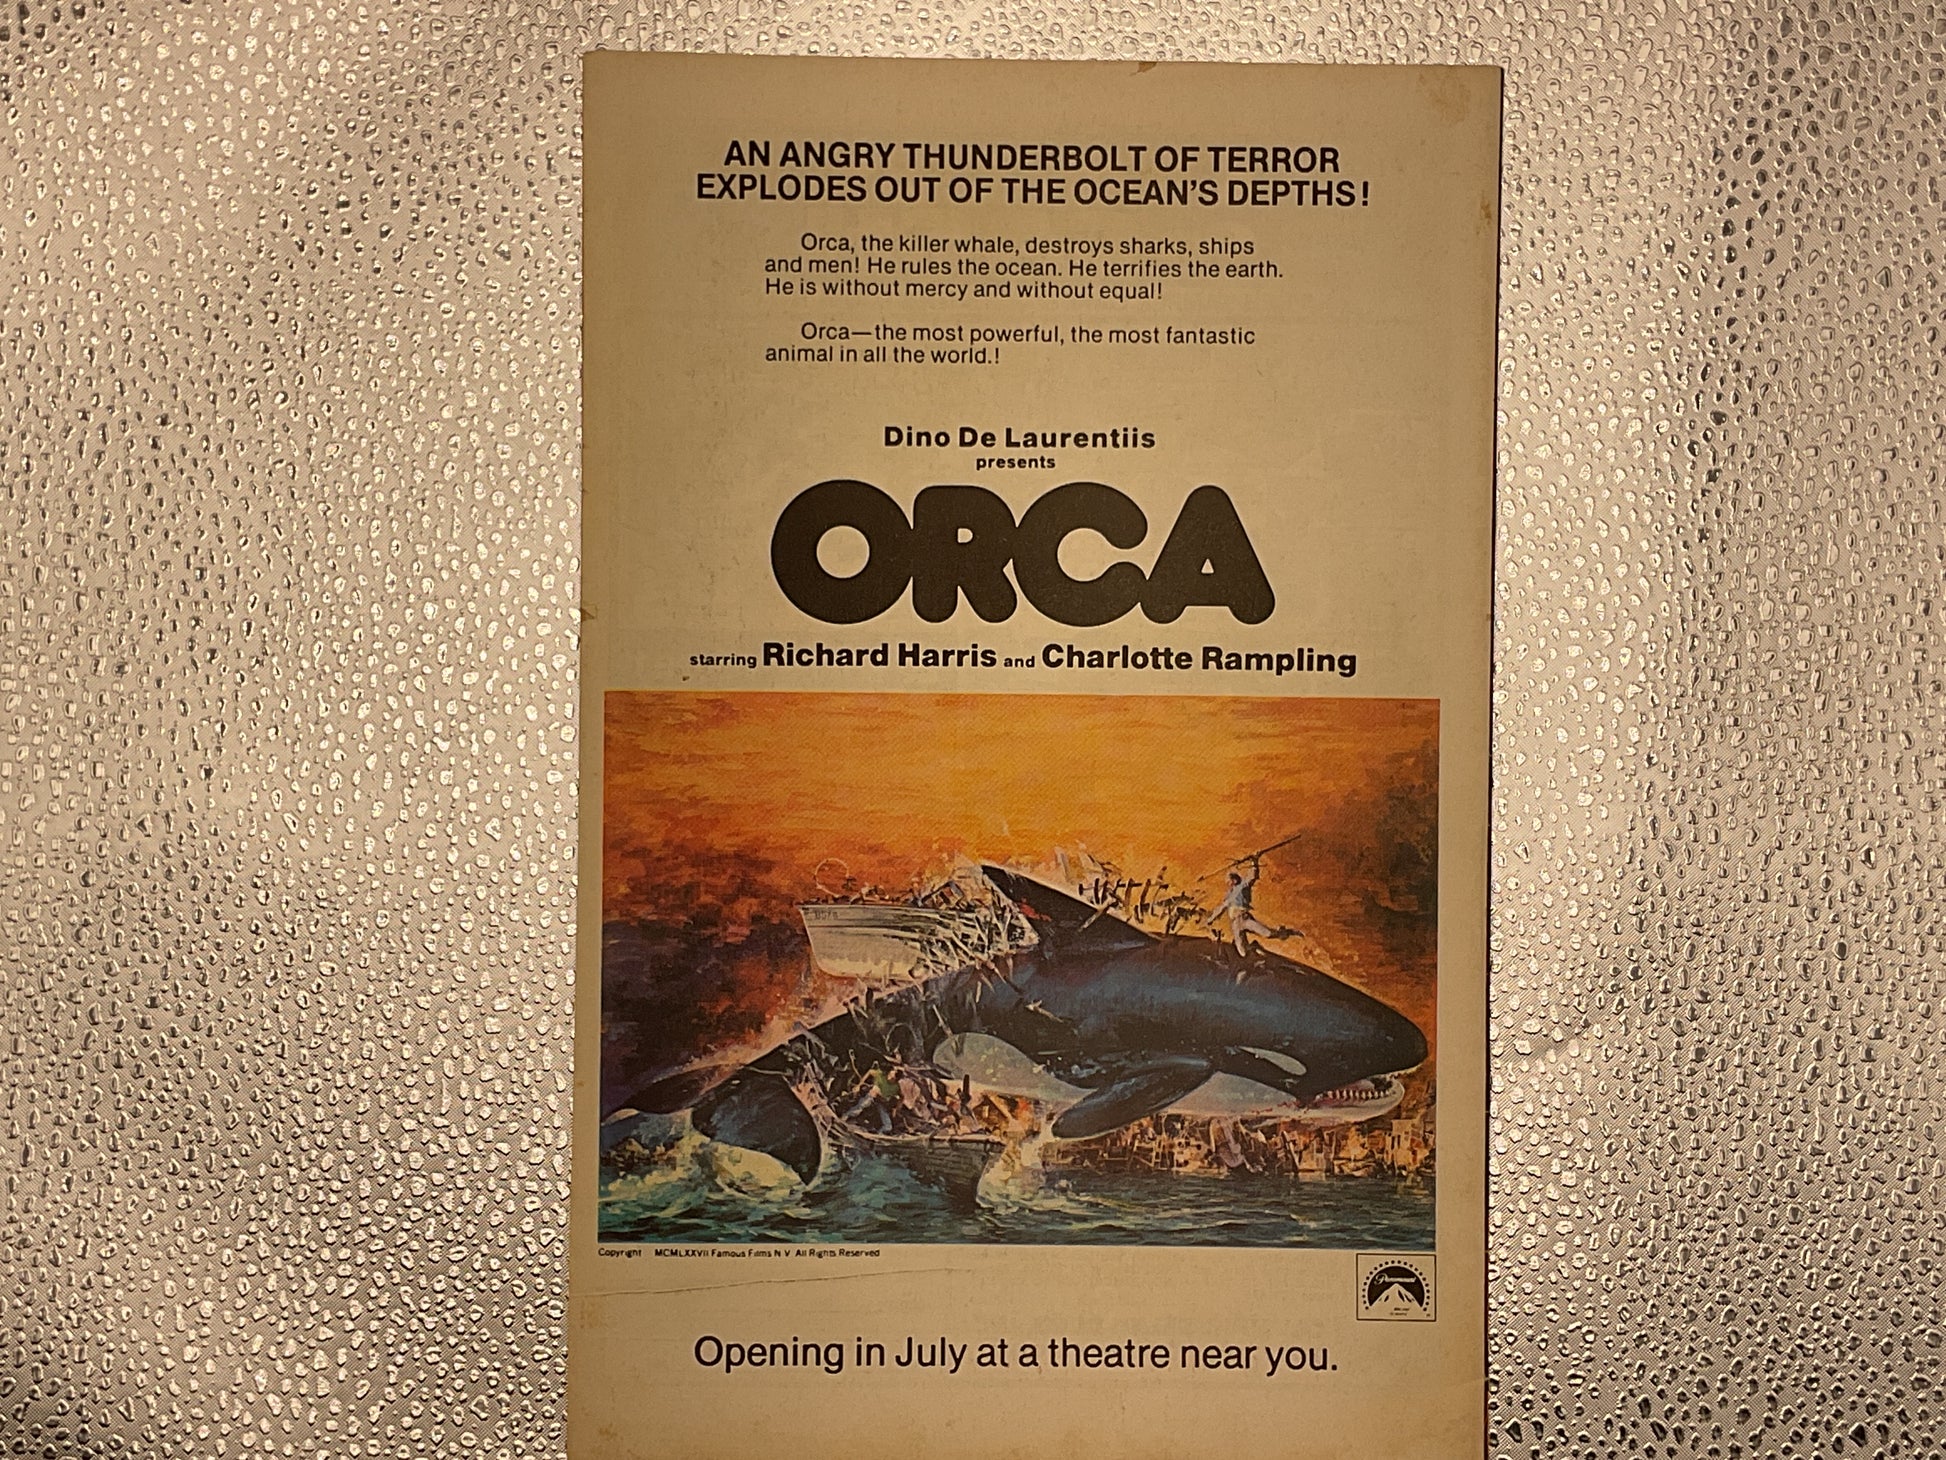 AN ANGRY THUNDERBOLT OF TERROR
EXPLODES OUT OF THE OCEAN'S DEPTHS!
Orca, the killer whale, destroys sharks, ships
and men! He rules the ocean. He terrifies the earth.
He is without mercy and without equal!
Orca—the most powerful, the most fantastic
animal in all the world.!
Dino De Laurentiis
presents
ORCA
starring Richard Harris and Charlotte Rampling
Copyright MCMLXXVII Famous Films N V All Rights Reserved
Paramount
Opening in July at a theatre near you.